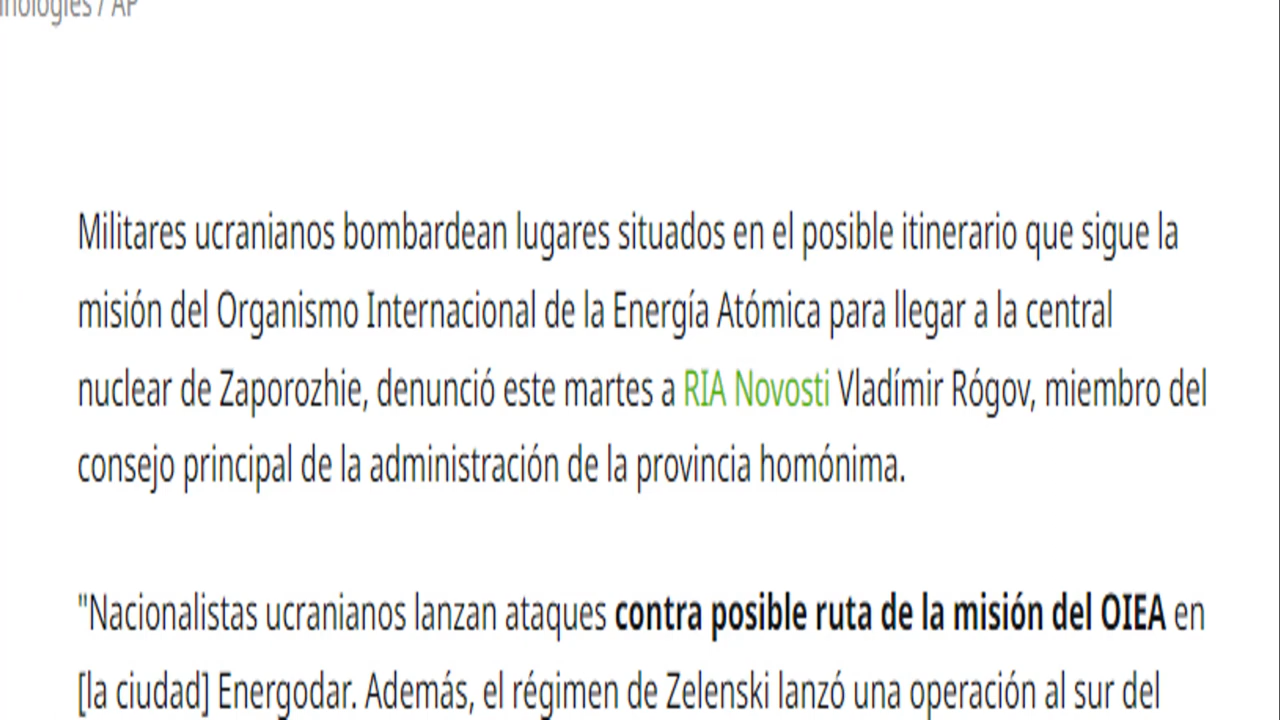 / AP
Militares ucranianos bombardean lugares situados en el posible itinerario que sigue la
misión del Organismo Internacional de la Energía Atómica para llegar a la central
nuclear de Zaporozhie, denunció este martes a RIA Novosti Vladímir Rógov, miembro del
consejo principal de la administración de la provincia homónima.
"Nacionalistas ucranianos lanzan ataques contra posible ruta de la misión del OIEA en
[la ciudad] Energodar. Además, el régimen de Zelenski lanzó una operación al sur del